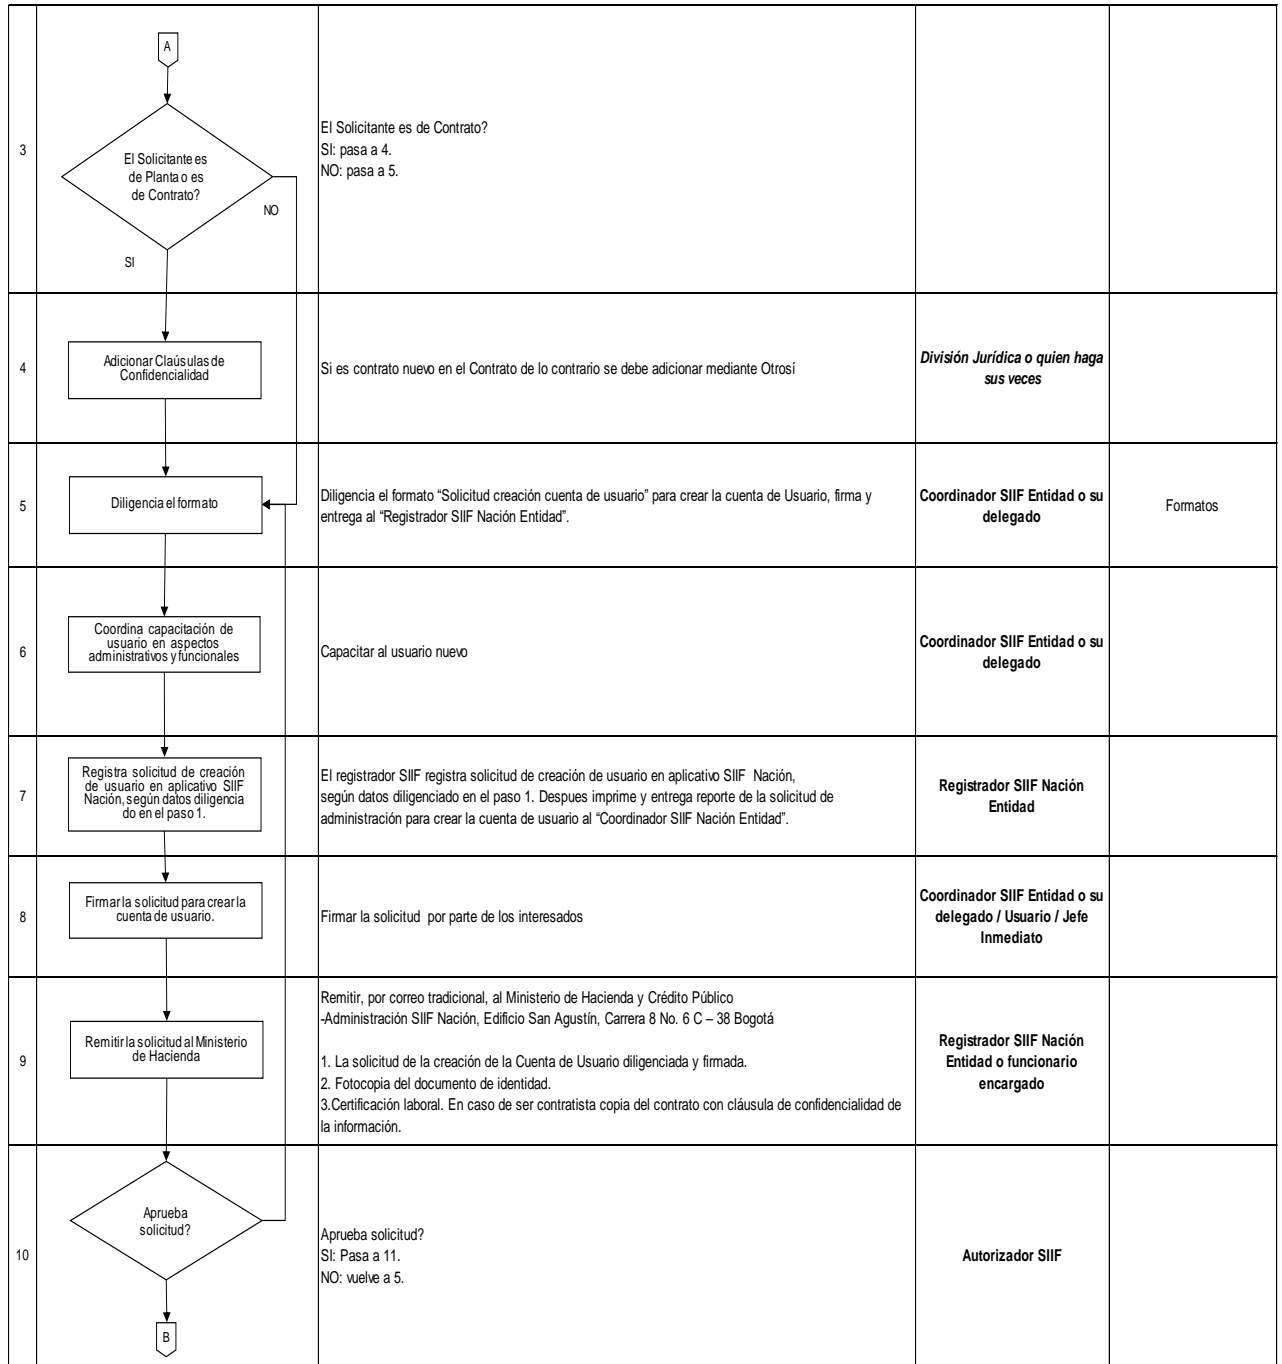 A
3
El Solicitante es
de Planta o es
de Contrato?
NO
SI
El Solicitante es de Contrato?
SI: pasa a 4.
NO: pasa a 5.
4
Adicionar Claúsulas de
Confidencialidad
Si es contrato nuevo en el Contrato de lo contrario se debe adicionar mediante Otrosí
División Jurídica o quien haga
sus veces
5
Diligencia el formato
Diligencia el formato “Solicitud creación cuenta de usuario” para crear la cuenta de Usuario, firma y
entrega al “Registrador SIIF Nación Entidad”.
Coordinador SIIF Entidad o su
delegado
Formatos
6
Coordina capacitación de
usuario en aspectos
administrativos y funcionales
Capacitar al usuario nuevo
Coordinador SIIF Entidad o su
delegado
7
Registra solicitud de creación
de usuario en aplicativo SIIF
Nación, según datos diligencia
do en el paso 1.
El registrador SIIF registra solicitud de creación de usuario en aplicativo SIIF Nación,
según datos diligenciado en el paso 1. Despues imprime y entrega reporte de la solicitud de
administración para crear la cuenta de usuario al “Coordinador SIIF Nación Entidad”.
Registrador SIIF Nación
Entidad
8
Firmar la solicitud para crear la
cuenta de usuario.
Firmar la solicitud por parte de los interesados
Coordinador SIIF Entidad o su
delegado / Usuario / Jefe
Inmediato
9
Remitir la solicitud al Ministerio
de Hacienda
Remitir, por correo tradicional, al Ministerio de Hacienda y Crédito Público
-Administración SIIF Nación, Edificio San Agustín, Carrera 8 No. 6 C – 38 Bogotá
1. La solicitud de la creación de la Cuenta de Usuario diligenciada y firmada.
2. Fotocopia del documento de identidad.
3.Certificación laboral. En caso de ser contratista copia del contrato con cláusula de confidencialidad de
la información.
Registrador SIIF Nación
Entidad o funcionario
encargado
10
Aprueba
solicitud?
Aprueba solicitud?
SI: Pasa a 11.
NO: vuelve a 5.
Autorizador SIIF
B